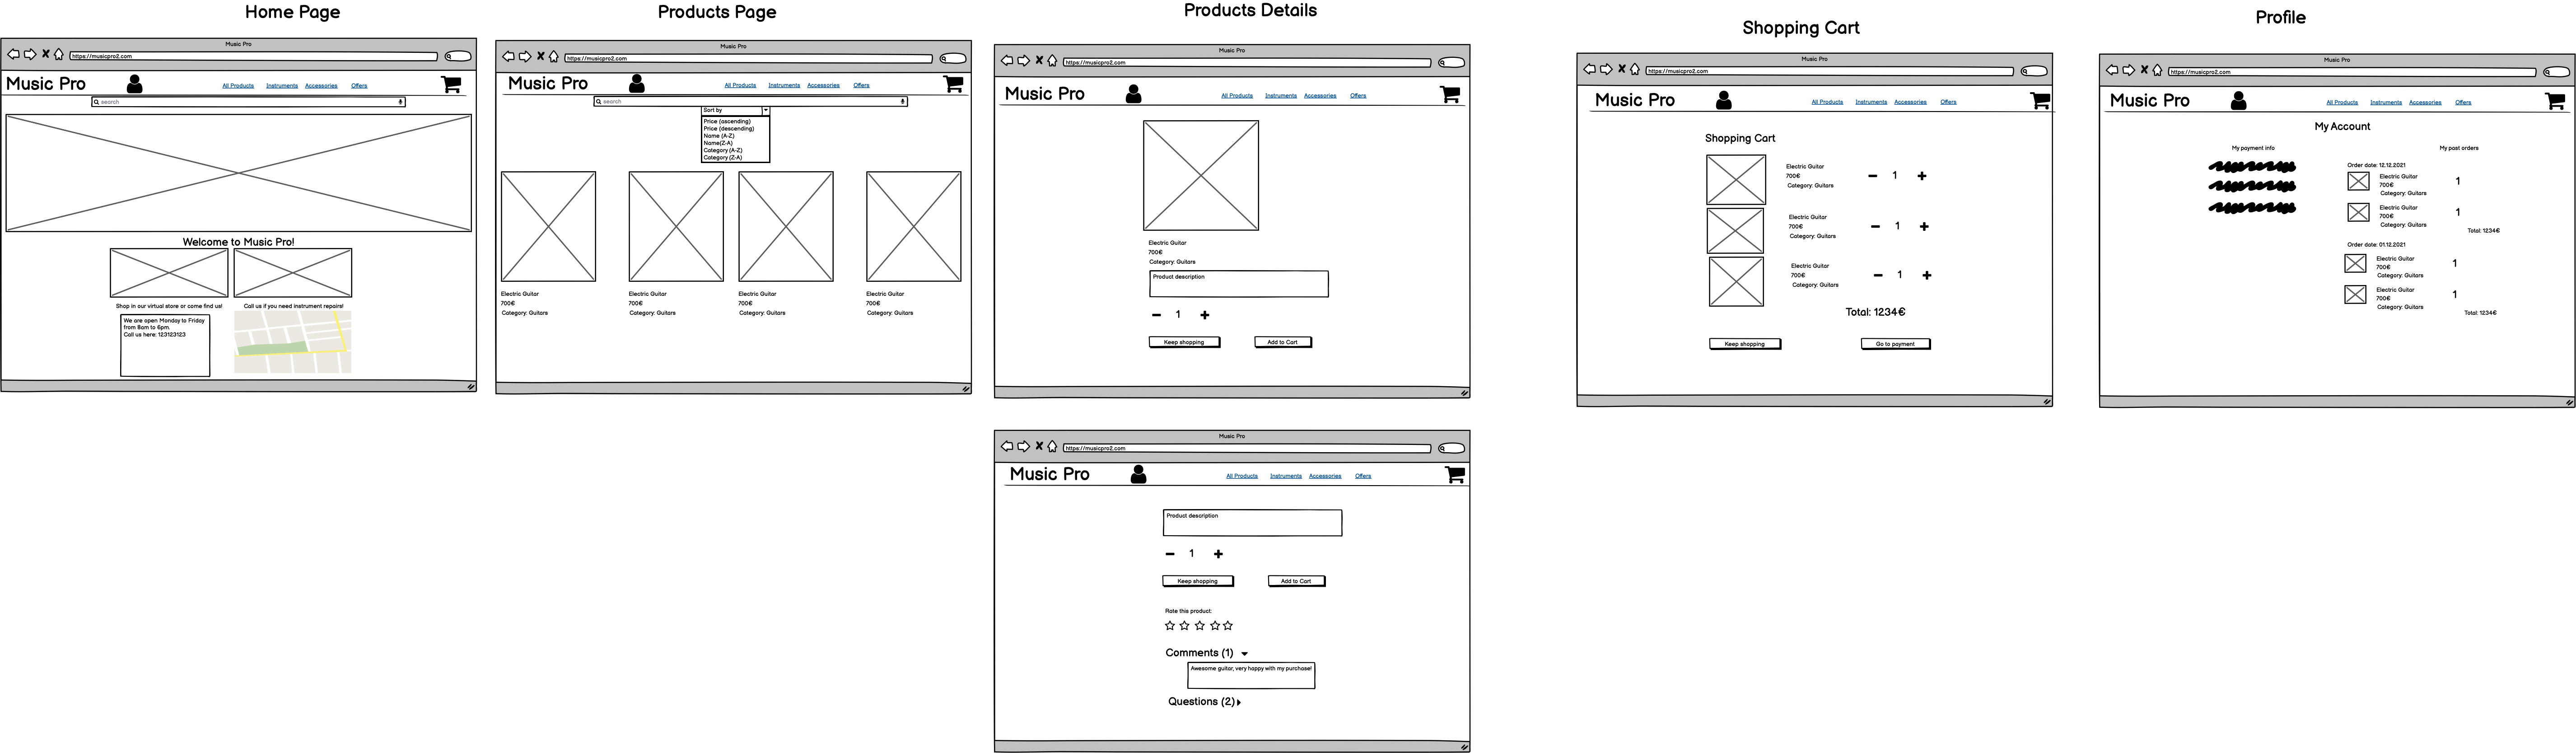 Home Page
Music Pro
https://musicpro2.com
Music Pro
All Products Instruments Accessories Offers
search
Welcome to Music Pro!
Shop in our virtual store or come find us!
Call us if you need instrument repairs!
We are open Monday to Friday
from 8am to 6pm.
Call us here: 123123123
Products Page
Music Pro
https://musicpro2.com
Music Pro
All Products Instruments Accessories Offers
search
Sort by
Price (ascending)
Price (descending)
Name (A-Z)
Name(Z-A)
Category (A-Z)
Category (Z-A)
Electric Guitar
700€
Category: Guitars
Electric Guitar
700€
Category: Guitars
Electric Guitar
700€
Category: Guitars
Electric Guitar
700€
Category: Guitars
Products Details
Music Pro
https://musicpro2.com
Music Pro
All Products Instruments Accessories Offers
Electric Guitar
700€
Category: Guitars
Product description
1
Keep shopping
Add to Cart
Music Pro
https://musicpro2.com
Music Pro
All Products Instruments Accessories Offers
Product description
1
Keep shopping
Add to Cart
Rate this product:
Comments (1)
Awesome guitar, very happy with my purchase!
Questions (2)
Shopping Cart
Music Pro
https://musicpro2.com
Music Pro
All Products Instruments Accessories Offers
Shopping Cart
Electric Guitar
700€
Category: Guitars
1
Electric Guitar
700€
Category: Guitars
1
Electric Guitar
700€
Category: Guitars
1
Total: 1234€
Keep shopping
Go to payment
Profile
Music Pro
https://musicpro2.com
Music Pro
All Products Instruments Accessories Offers
My Account
My payment info
My past orders
Order date: 12.12.2021
Electric Guitar
700€
Category: Guitars
1
Electric Guitar
700€
Category: Guitars
1
Total: 1234€
Order date: 01.12.2021
Electric Guitar
700€
Category: Guitars
1
Electric Guitar
700€
Category: Guitars
1
Total: 1234€